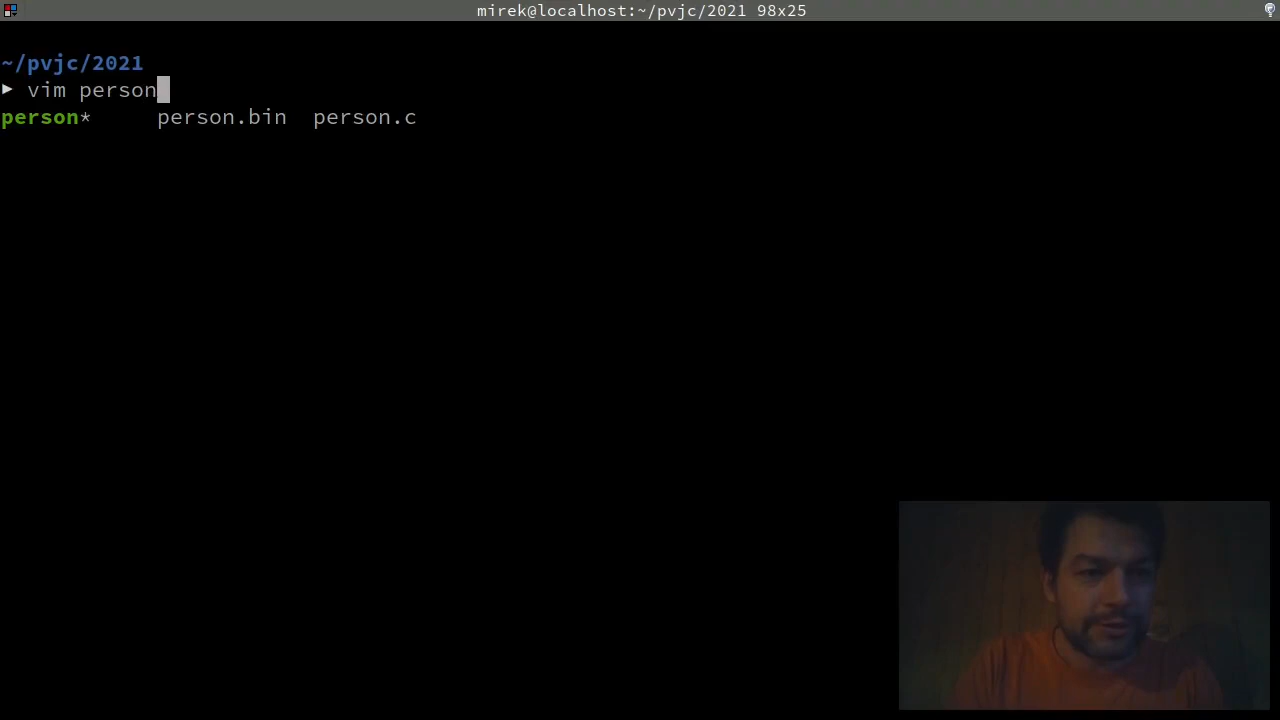 mirek@localhost:~/pvjc/2021 98x25
~/pvjc/2021
► vim person
person* person.bin person.c